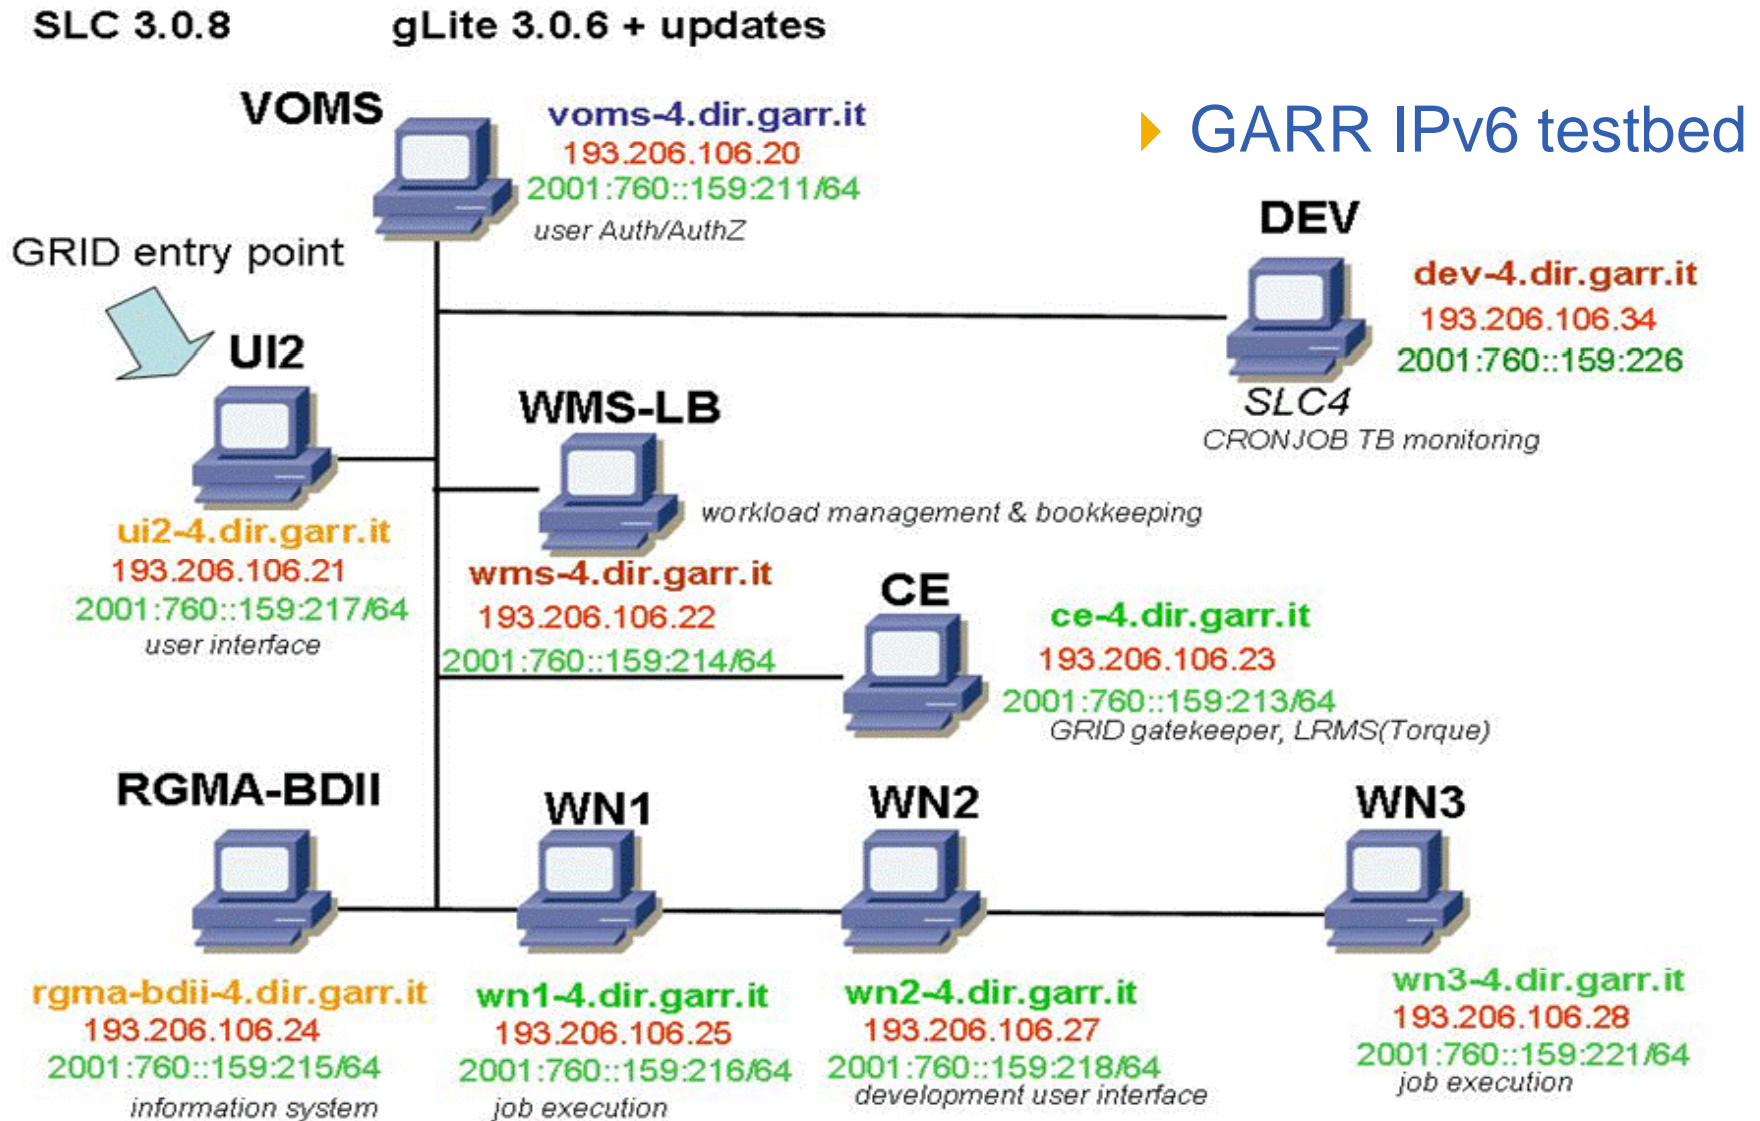 SLC 3.0.8
gLite 3.0.6 + updates
GARR IPv6 testbed
VOMS
voms-4.dir.garr.it
193.206.106.20
2001:760::159:211/64
user Auth/AuthZ
DEV
dev-4.dir.garr.it
193.206.106.34
2001:760::159:226
SLC4
CRONJOB TB monitoring
GRID entry point
UI2
ui2-4.dir.garr.it
193.206.106.21
2001:760::159:217/64
user interface
WMS-LB
workload management & bookkeeping
wms-4.dir.garr.it
193.206.106.22
2001:760::159:214/64
CE
ce-4.dir.garr.it
193.206.106.23
2001:760::159:213/64
GRID gatekeeper, LRMS(Torque)
RGMA-BDII
rgma-bdii-4.dir.garr.it
193.206.106.24
2001:760::159:215/64
information system
WN1
wn1-4.dir.garr.it
193.206.106.25
2001:760::159:216/64
job execution
WN2
wn2-4.dir.garr.it
193.206.106.27
2001:760::159:218/64
development user interface
WN3
wn3-4.dir.garr.it
193.206.106.28
2001:760::159:221/64
job execution